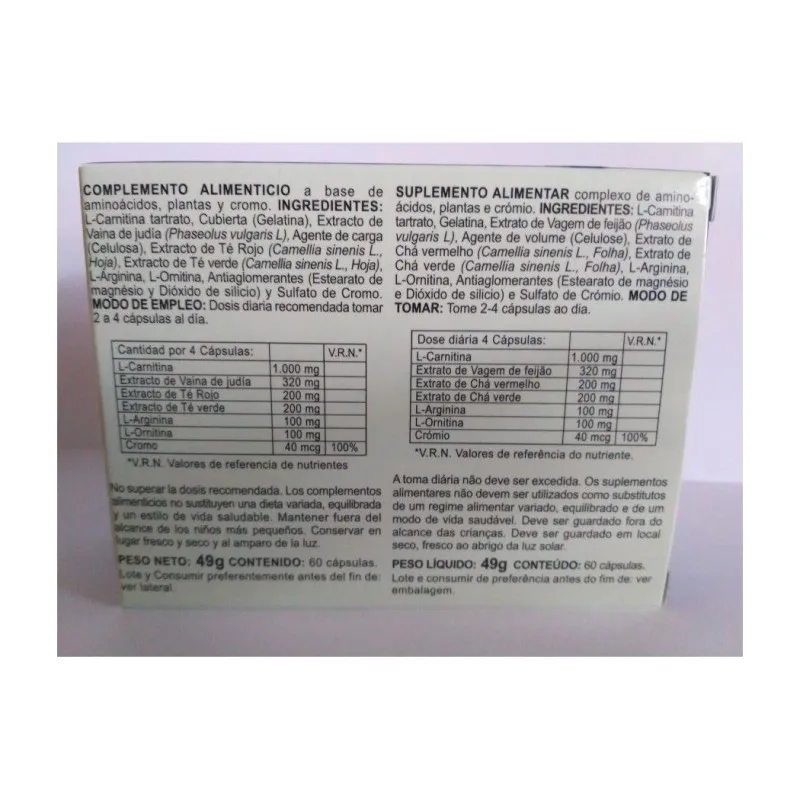 COMPLEMENTO ALIMENTICIO a base de
aminoácidos, plantas y cromo. INGREDIENTES:
L-Carnitina tartrato, Cubierta (Gelatina), Extracto de
Vaina de judía (Phaseolus vulgaris L), Agente de carga
(Celulosa), Extracto de Té Rojo (Camellia sinenis L.,
Hoja), Extracto de Té verde (Camellia sinenis L., Hoja),
L-Arginina, L-Ornitina, Antiaglomerantes (Estearato de
magnésio y Dióxido de silicio) y Sulfato de Cromo.
MODO DE EMPLEO: Dosis diaria recomendada tomar
2 a 4 cápsulas al día.
Cantidad por 4 Cápsulas: V.R.N.*
L-Carnitina 1.000 mg
Extracto de Vaina de judía 320 mg
Extracto de Té Rojo 200 mg
Extracto de Té verde 200 mg
L-Arginina 100 mg
L-Ornitina 100 mg
Cromo 40 mcg 100%
*V.R.N. Valores de referencia de nutrientes
No superar la dosis recomendada. Los complementos
alimenticios no sustituyen una dieta variada, equilibrada
y un estilo de vida saludable. Mantener fuera del
alcance de los niños más pequeños. Conservar en
lugar fresco y seco y al amparo de la luz.
PESO NETO: 49g CONTENIDO: 60 cápsulas.
Lote y Consumir preferentemente antes del fin de:
ver lateral.
SUPLEMENTO ALIMENTAR complexo de amino-
ácidos, plantas e crómio. INGREDIENTES: L-Carnitina
tartrato, Gelatina, Extrato de Vagem de feijão (Phaseolus
vulgaris L), Agente de volume (Celulose), Extrato de
Chá vermelho (Camellia sinenis L., Folha), Extrato de
Chá verde (Camellia sinenis L., Folha), L-Arginina,
L-Ornitina, Antiaglomerantes (Estearato de magnésio
e Dióxido de silício) e Sulfato de Crómio. MODO DE
TOMAR: Tome 2-4 cápsulas ao dia.
Dose diária 4 Cápsulas: V.R.N.*
L-Carnitina 1.000 mg
Extrato de Vagem de feijão 320 mg
Extrato de Chá vermelho 200 mg
Extrato de Chá verde 200 mg
L-Arginina 100 mg
L-Ornitina 100 mg
Crómio 40 mcg 100%
*V.R.N. Valores de referência do nutriente.
A toma diária não deve ser excedida. Os suplementos
alimentares não devem ser utilizados como substitutos
de um regime alimentar variado, equilibrado e de um
modo de vida saudável. Deve ser guardado fora do
alcance das crianças. Deve ser guardado em local
seco, fresco ao abrigo da luz solar.
PESO LÍQUIDO: 49g CONTEÚDO: 60 cápsulas.
Lote e consumir de preferência antes do fim de: ver
embalagem.